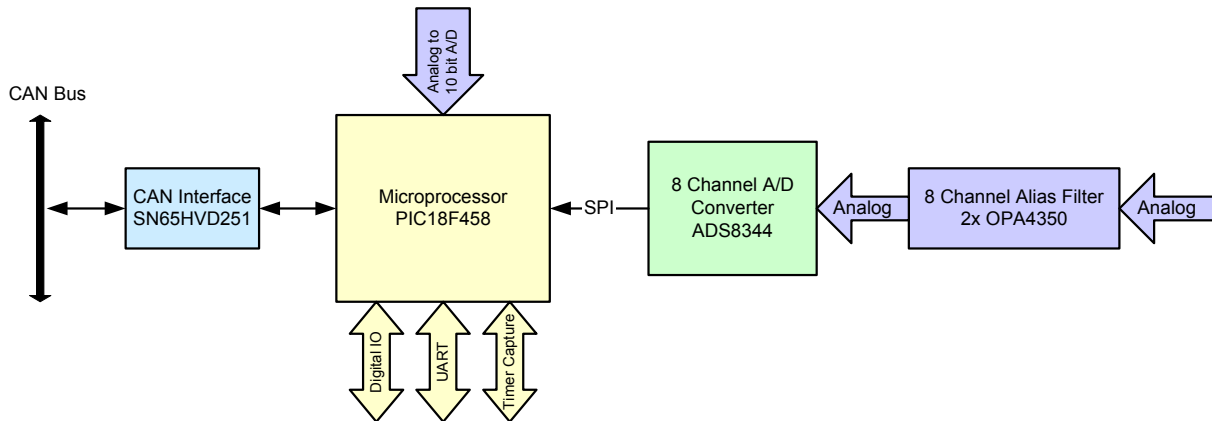 Analog to
10 bit A/D
CAN Bus
CAN Interface
SN65HVD251
Microprocessor
PIC18F458
SPI
8 Channel A/D
Converter
ADS8344
Analog
8 Channel Alias Filter
2x OPA4350
Analog
Digital IO
UART
Timer Capture